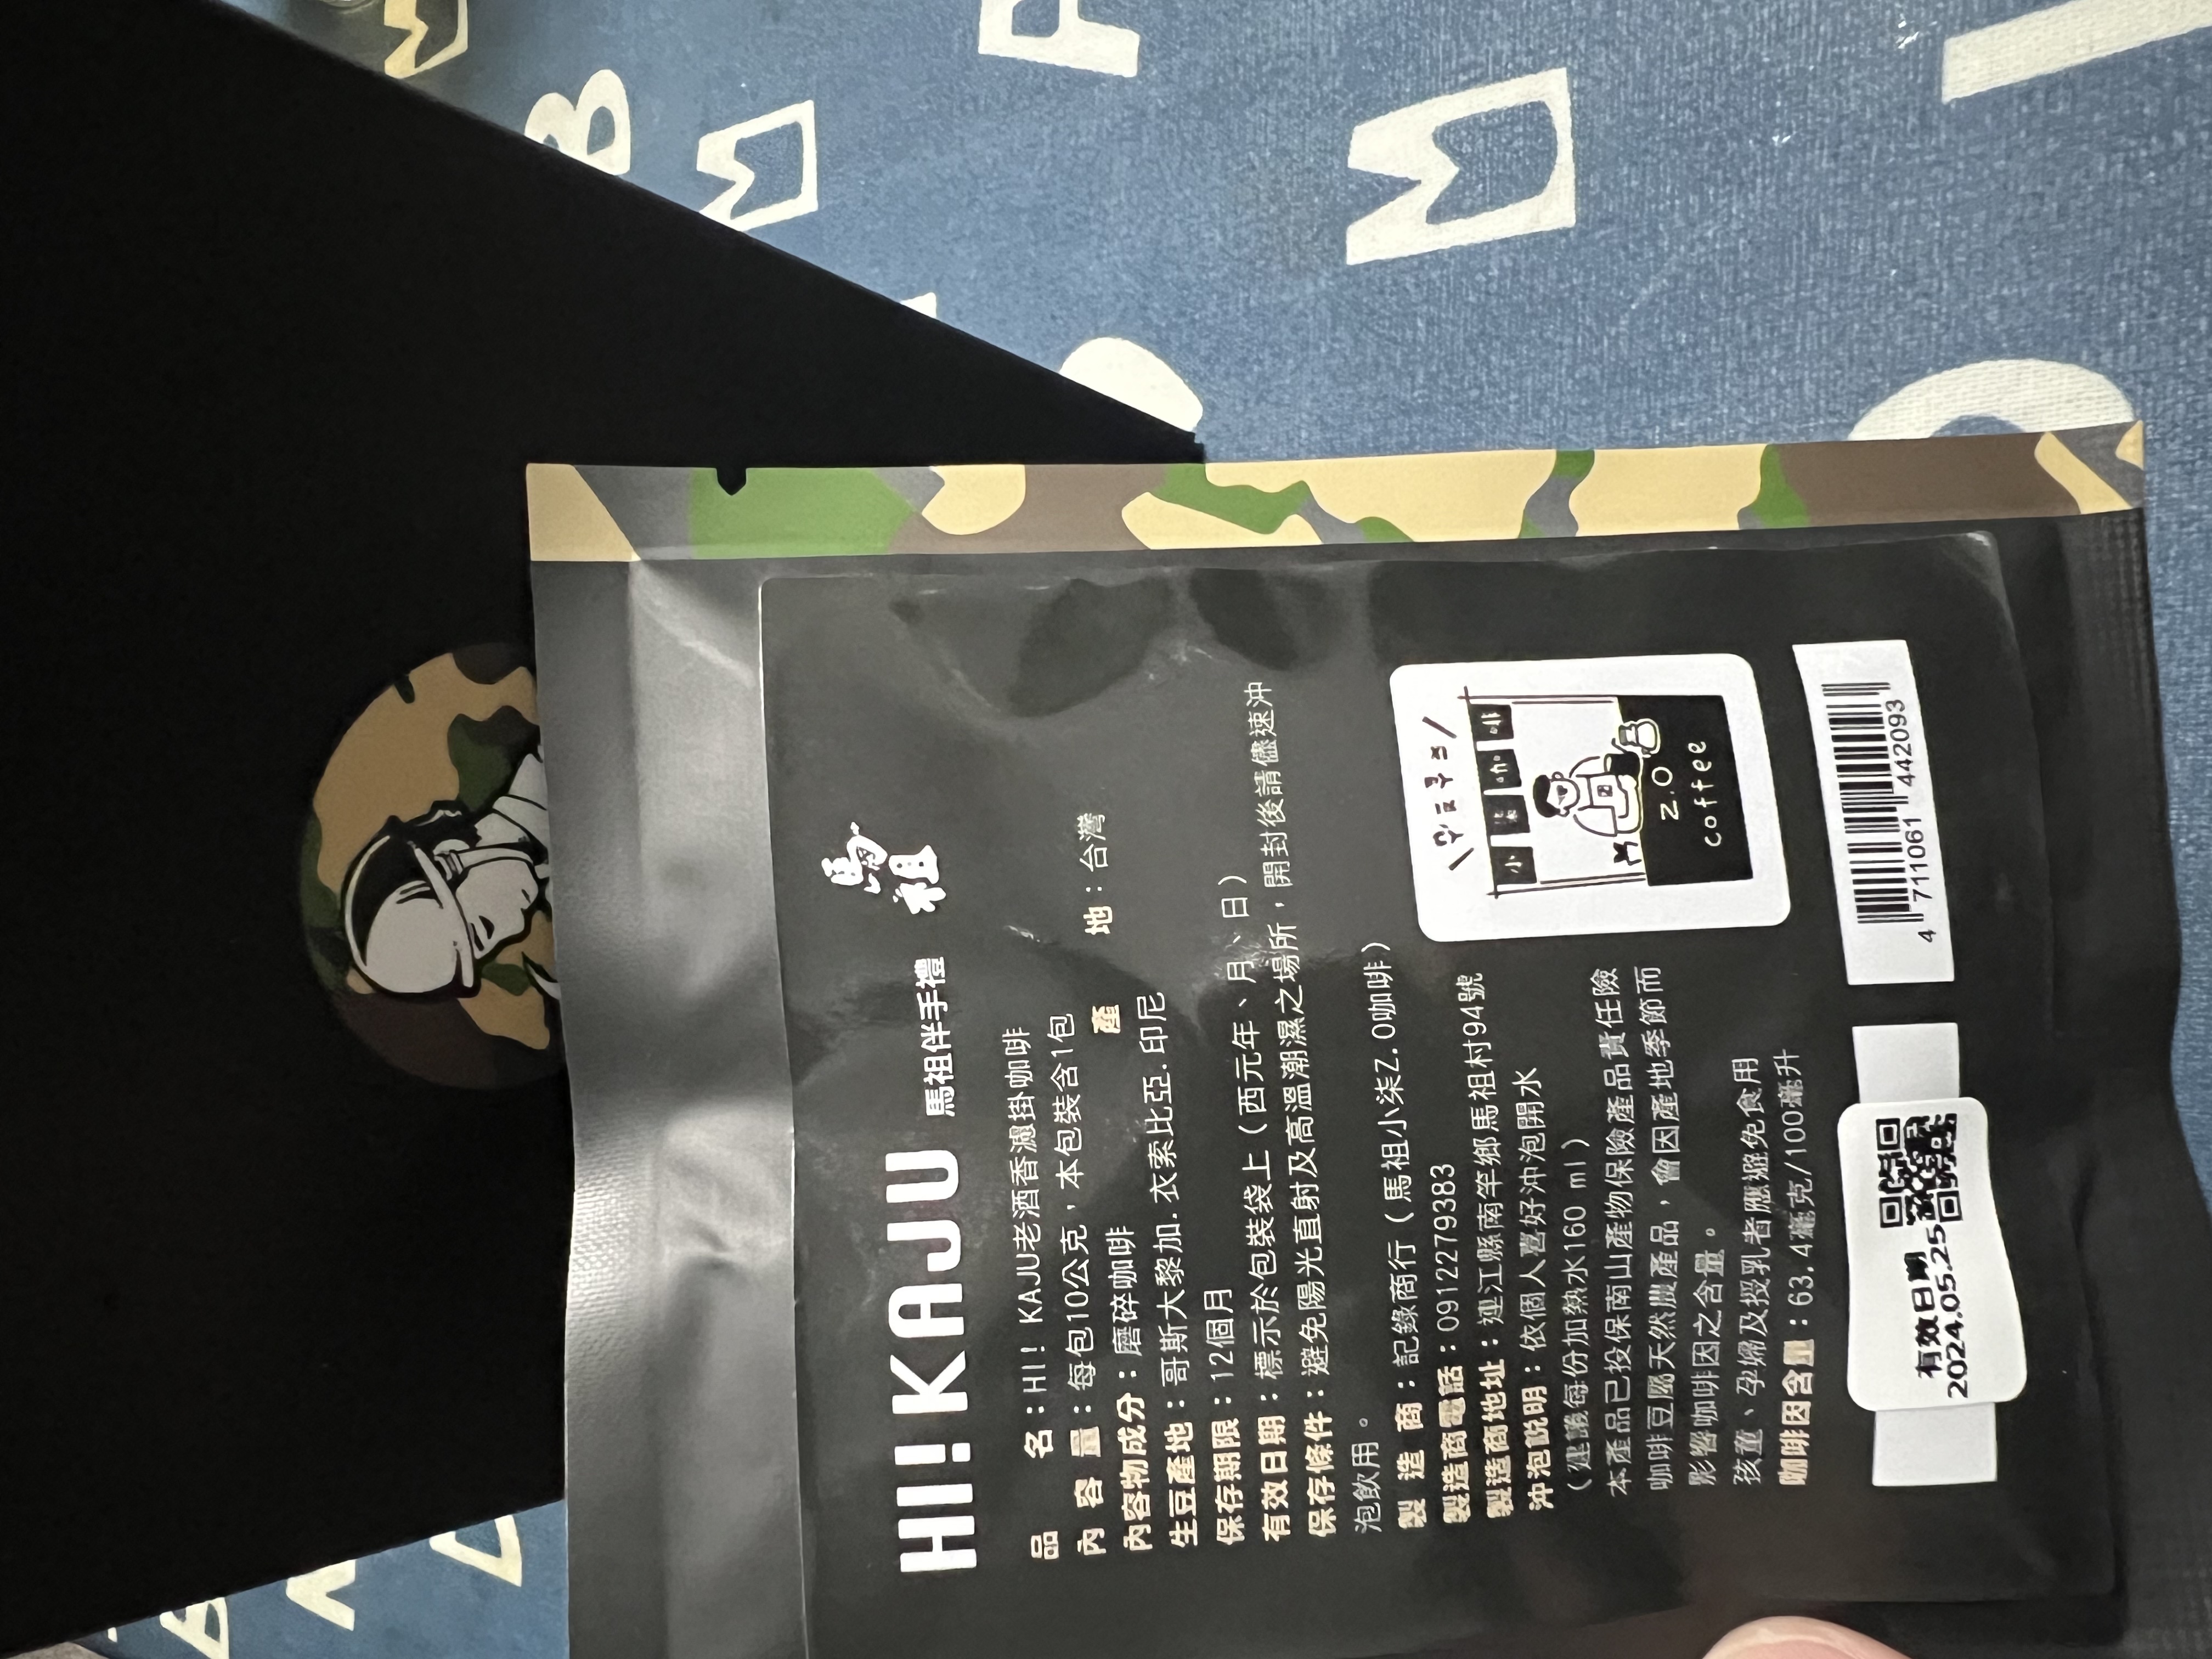 HI! KAJU 馬祖伴手禮 馬祖
品名：HI! KAJU老酒香濾掛咖啡
內容量：每包10公克，本包裝含1包
內容物成分：磨碎咖啡 產地：台灣
生豆產地：哥斯大黎加.衣索比亞.印尼
保存期限：12個月
有效日期：標示於包裝袋上（西元年、月、日）
保存條件：避免陽光直射及高溫潮濕之場所，開封後請儘速沖
泡飲用。
製造商：記錄商行（馬祖小柒2.0咖啡）
製造商電話：0912279383
製造商地址：連江縣南竿鄉馬祖村94號
沖泡說明：依個人喜好沖泡開水
（建議每份加熱水160 ml）
本產品已投保南山產物保險產品責任險
咖啡豆屬天然農產品，會因產地季節而
影響咖啡因之含量。
孩童、孕婦及授乳者應避免食用
咖啡因含量：63.4毫克/100毫升
小柒咖啡
2.0
coffee
4 711061 442093
有效日期
2024.05.25